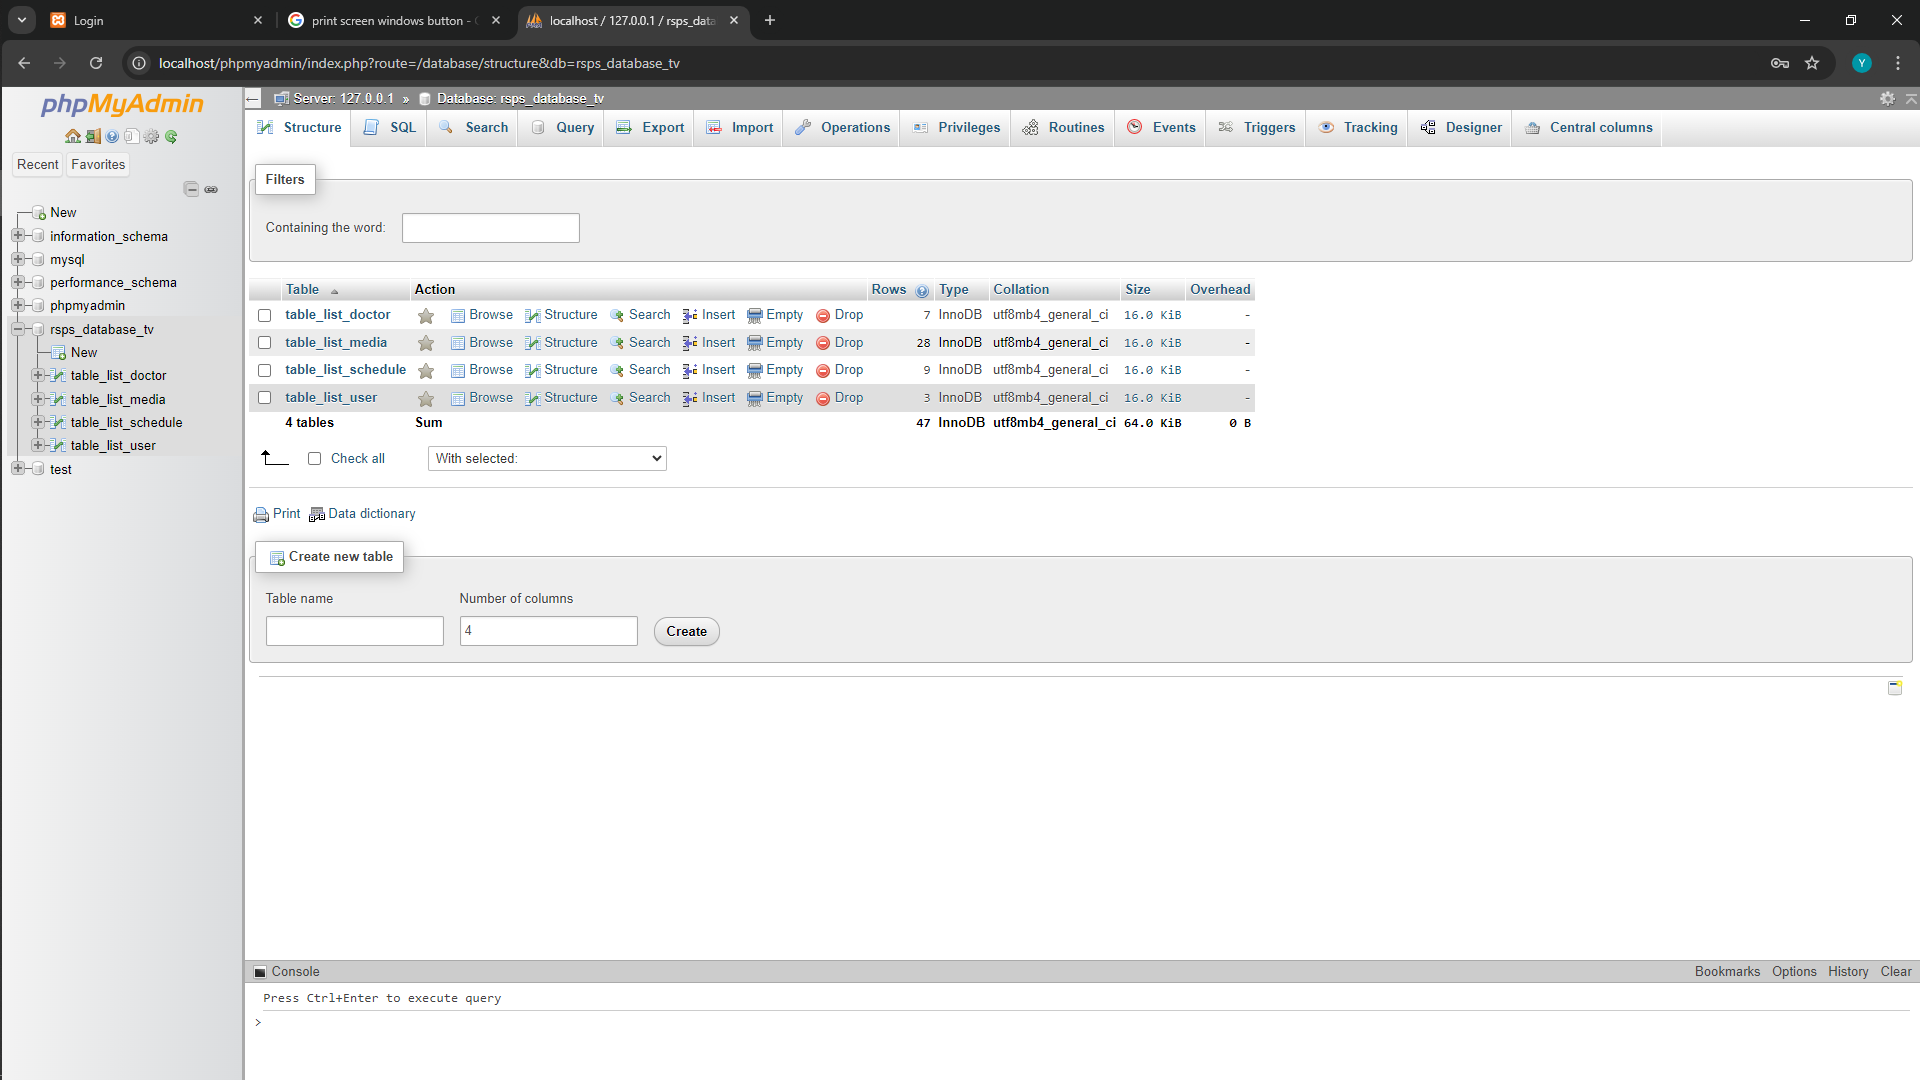 Login
print screen windows button -
localhost / 127.0.0.1 / rsps_data
localhost/phpmyadmin/index.php?route=/database/structure&db=rsps_database_tv
Y
phpMyAdmin
Recent
Favorites
New
information_schema
mysql
performance_schema
phpmyadmin
rsps_database_tv
New
table_list_doctor
table_list_media
table_list_schedule
table_list_user
test
Server: 127.0.0.1 » Database: rsps_database_tv
Structure SQL Search Query Export Import Operations Privileges Routines Events Triggers Tracking Designer Central columns
Filters
Containing the word:
Table Action Rows Type Collation Size Overhead
table_list_doctor Browse Structure Search Insert Empty Drop 7 InnoDB utf8mb4_general_ci 16.0 KiB -
table_list_media Browse Structure Search Insert Empty Drop 28 InnoDB utf8mb4_general_ci 16.0 KiB -
table_list_schedule Browse Structure Search Insert Empty Drop 9 InnoDB utf8mb4_general_ci 16.0 KiB -
table_list_user Browse Structure Search Insert Empty Drop 3 InnoDB utf8mb4_general_ci 16.0 KiB -
4 tables Sum 47 InnoDB utf8mb4_general_ci 64.0 KiB 0 B
Check all With selected:
Print Data dictionary
Create new table
Table name Number of columns
4 Create
Console Bookmarks Options History Clear
Press Ctrl+Enter to execute query
>